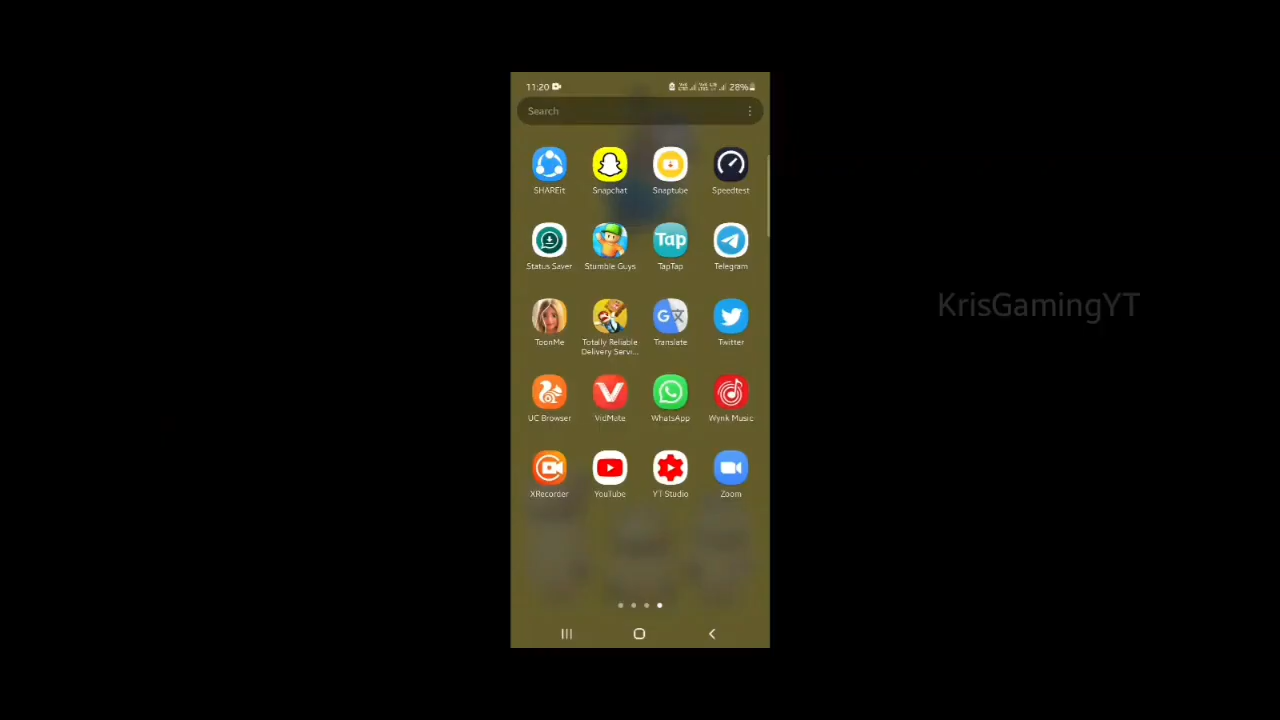 11:20
28%
Search
SHAREit
Snapchat
Snaptube
Speedtest
Status Saver
Stumble Guys
Tap
TapTap
Telegram
ToonMe
Totally Reliable
Delivery Servi...
G
Translate
Twitter
UC Browser
VidMate
WhatsApp
Wynk Music
XRecorder
YouTube
YT Studio
Zoom
KrisGamingYT